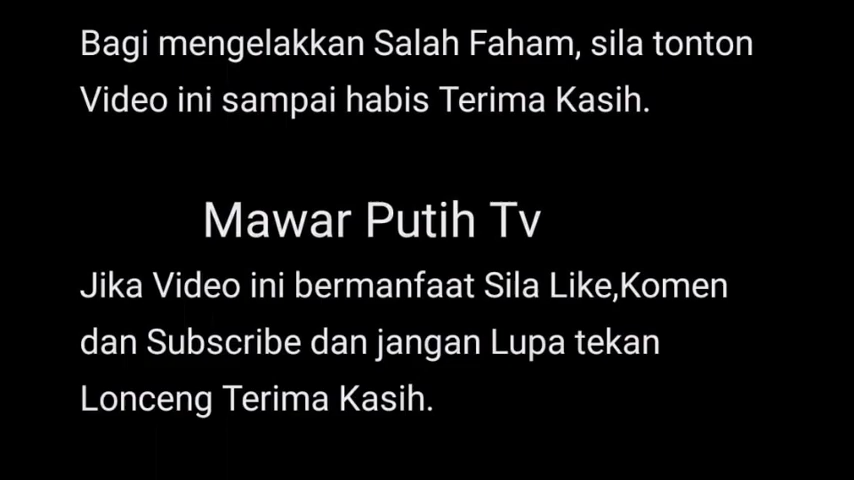 Bagi mengelakkan Salah Faham, sila tonton
Video ini sampai habis Terima Kasih.
Mawar Putih Tv
Jika Video ini bermanfaat Sila Like,Komen
dan Subscribe dan jangan Lupa tekan
Lonceng Terima Kasih.